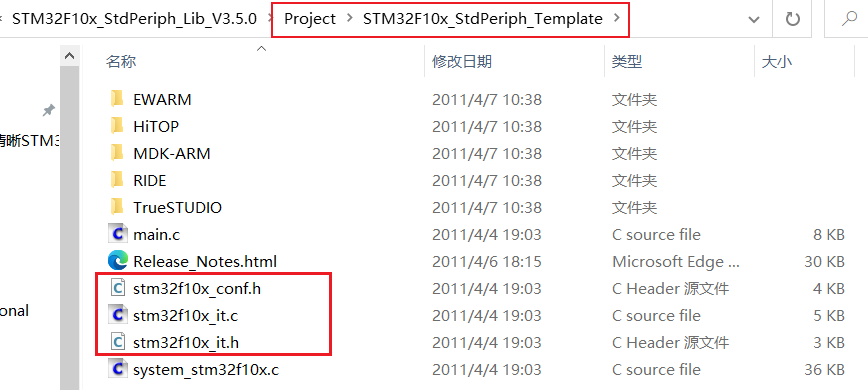 STM32F10x_StdPeriph_Lib_V3.5.0 > Project > STM32F10x_StdPeriph_Template >
名称 修改日期 类型 大小
EWARM 2011/4/7 10:38 文件夹
HiTOP 2011/4/7 10:38 文件夹
清晰STM3
MDK-ARM 2011/4/7 10:38 文件夹
RIDE 2011/4/7 10:38 文件夹
TrueSTUDIO 2011/4/7 10:38 文件夹
main.c 2011/4/4 19:03 C source file 8 KB
Release_Notes.html 2011/4/6 18:15 Microsoft Edge ... 30 KB
stm32f10x_conf.h 2011/4/4 19:03 C Header 源文件 4 KB
onal
stm32f10x_it.c 2011/4/4 19:03 C source file 5 KB
stm32f10x_it.h 2011/4/4 19:03 C Header 源文件 3 KB
system_stm32f10x.c 2011/4/4 19:03 C source file 36 KB